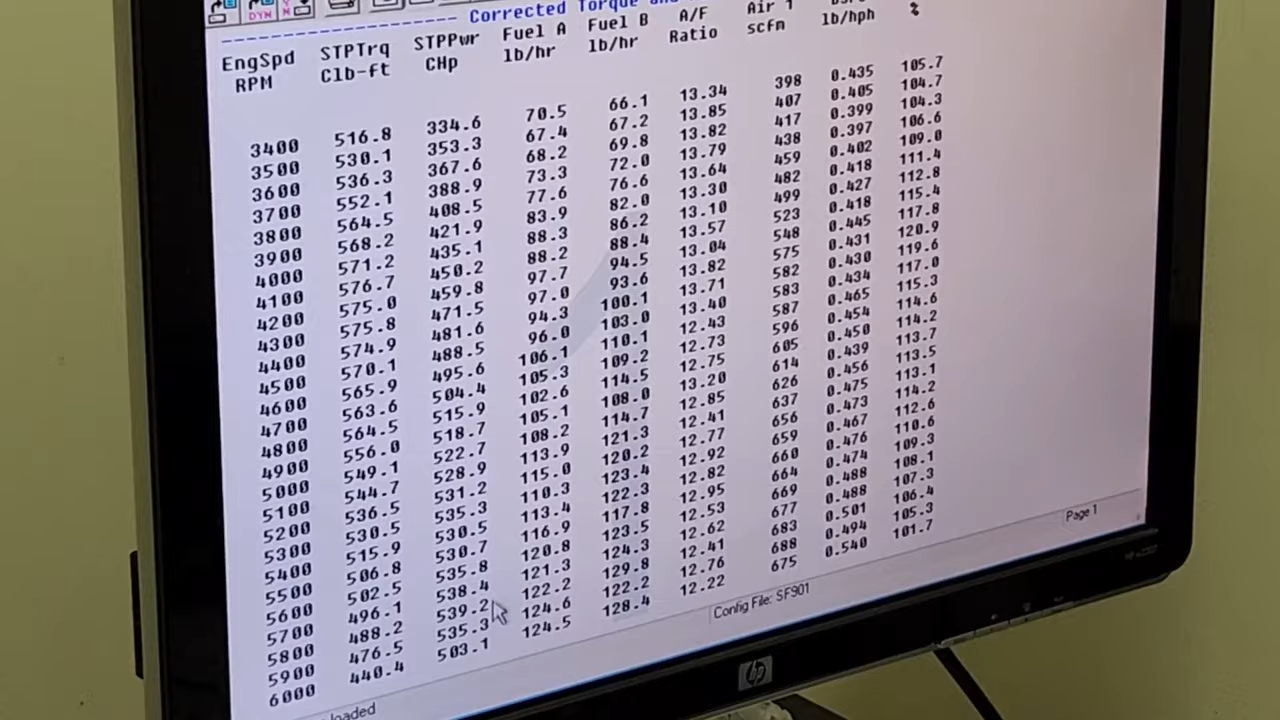 Corrected Torque and
EngSpd STPTrq STPPwr Fuel A Fuel B A/F Air 1
RPM Clb-ft CHp lb/hr lb/hr Ratio scfm lb/hph %
3400 516.8 334.6 70.5 66.1 13.34 398 0.435 105.7
3500 530.1 353.3 67.4 67.2 13.85 407 0.405 104.7
3600 536.3 367.6 68.2 69.8 13.82 417 0.399 104.3
3700 552.1 388.9 73.3 72.0 13.79 438 0.397 106.6
3800 564.5 408.5 77.6 76.6 13.64 459 0.402 109.0
3900 568.2 421.9 83.9 82.0 13.30 482 0.418 111.4
4000 571.2 435.1 88.3 86.2 13.10 499 0.427 112.8
4100 576.7 450.2 88.2 88.4 13.57 523 0.418 115.4
4200 575.0 459.8 97.7 94.5 13.04 548 0.445 117.8
4300 575.8 471.5 97.0 93.6 13.82 575 0.431 120.9
4400 574.9 481.6 94.3 100.1 13.71 582 0.430 119.6
4500 570.1 488.5 96.0 103.0 13.40 583 0.434 117.0
4600 565.9 495.6 106.1 110.1 12.43 587 0.465 115.3
4700 563.6 504.4 105.3 109.2 12.73 596 0.454 114.6
4800 564.5 515.9 102.6 114.5 12.75 605 0.450 114.2
4900 556.0 518.7 105.1 108.0 13.20 614 0.439 113.7
5000 549.1 522.7 108.2 114.7 12.85 626 0.456 113.5
5100 544.7 528.9 113.9 121.3 12.41 637 0.475 113.1
5200 536.5 531.2 115.0 120.2 12.77 656 0.473 114.2
5300 530.5 535.3 110.3 123.4 12.92 659 0.467 112.6
5400 515.9 530.5 113.4 122.3 12.82 660 0.476 110.6
5500 506.8 530.7 116.9 117.8 12.95 664 0.474 109.3
5600 502.5 535.8 120.8 123.5 12.53 669 0.488 108.1
5700 496.1 538.4 121.3 124.3 12.62 677 0.488 107.3
5800 488.2 539.2 122.2 129.8 12.41 683 0.501 106.4
5900 476.5 535.3 124.6 122.2 12.76 688 0.494 105.3
6000 440.4 503.1 124.5 128.4 12.22 675 0.540 101.7
Config File: SF901 Page 1
hp